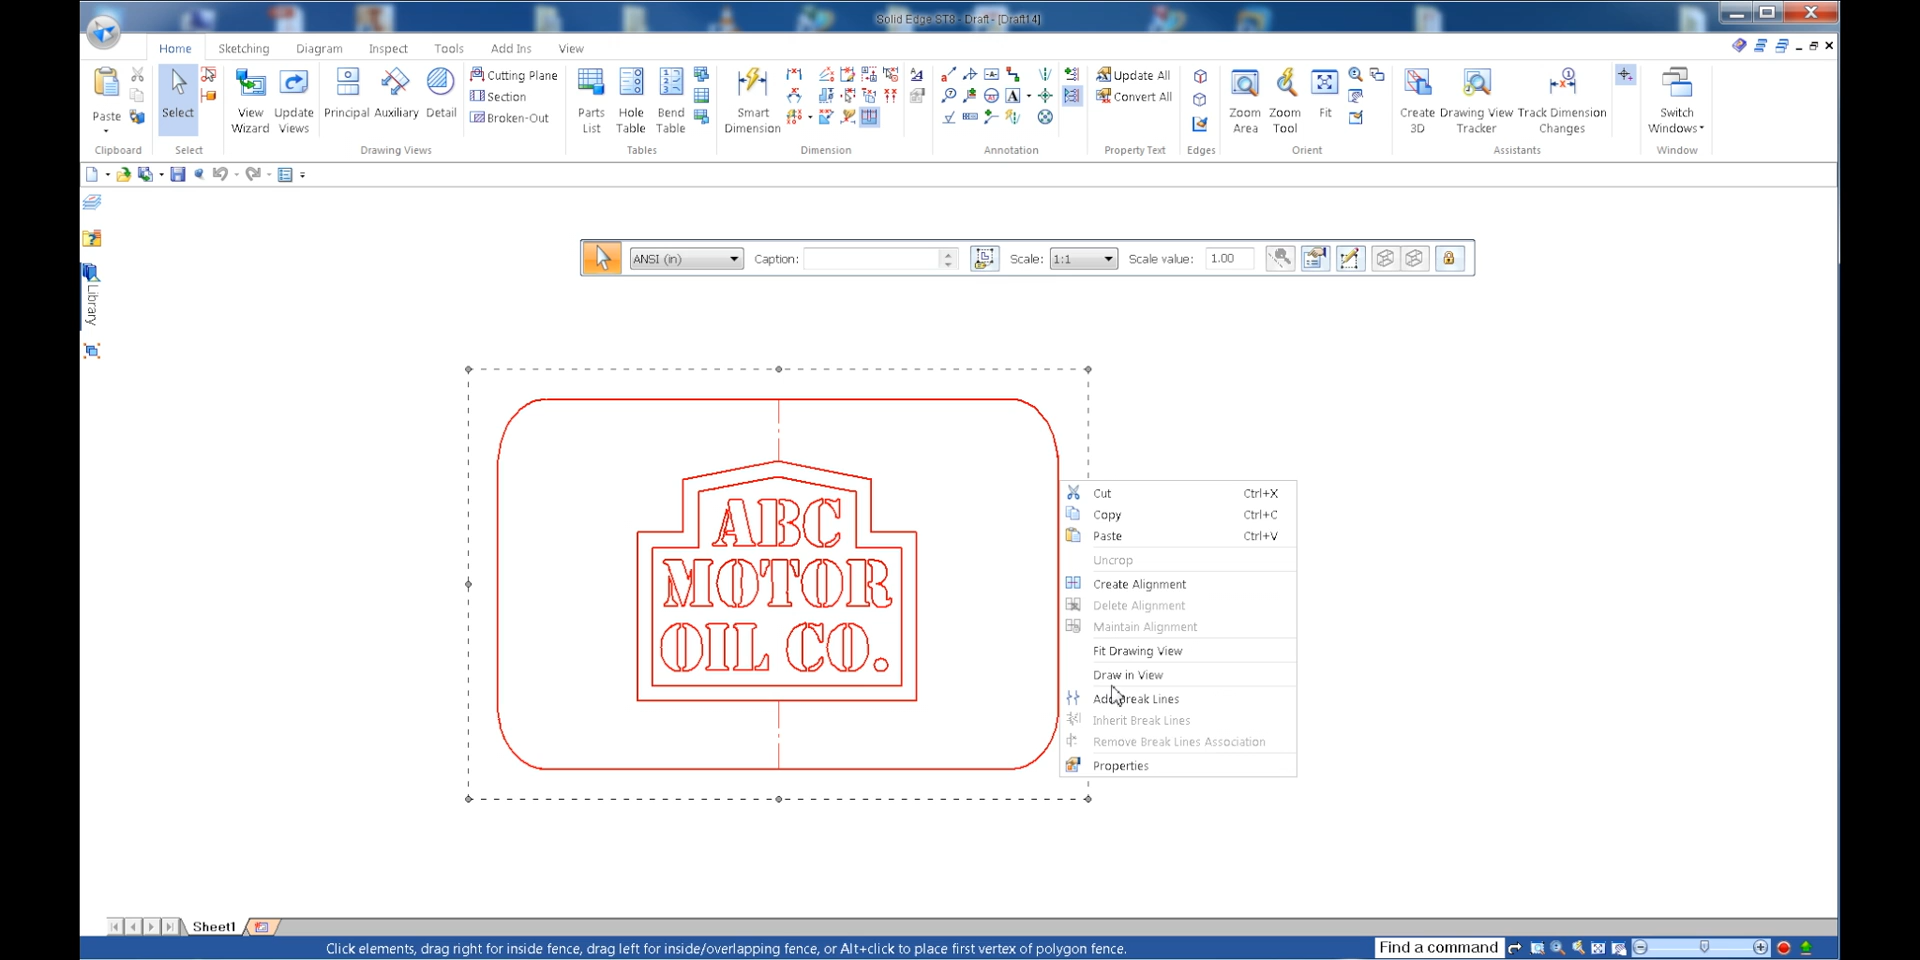 Solid Edge ST8 - Draft - [Draft14]
Home Sketching Diagram Inspect Tools Add Ins View
Paste
Clipboard
Select
Select
View Wizard
Update Views
Principal
Auxiliary
Detail
Cutting Plane
Section
Broken-Out
Drawing Views
Parts List
Hole Table
Bend Table
Tables
Smart Dimension
Dimension
Annotation
Update All
Convert All
Property Text
Edges
Zoom Area
Zoom Tool
Fit
Orient
Create 3D
Drawing View Tracker
Track Dimension Changes
Assistants
Switch Windows
Window
Library
ANSI (in) Caption: Scale: 1:1 Scale value: 1.00
ABC
MOTOR
OIL CO.
Cut Ctrl+X
Copy Ctrl+C
Paste Ctrl+V
Uncrop
Create Alignment
Delete Alignment
Maintain Alignment
Fit Drawing View
Draw in View
Add Break Lines
Inherit Break Lines
Remove Break Lines Association
Properties
Sheet1
Click elements, drag right for inside fence, drag left for inside/overlapping fence, or Alt+click to place first vertex of polygon fence.
Find a command